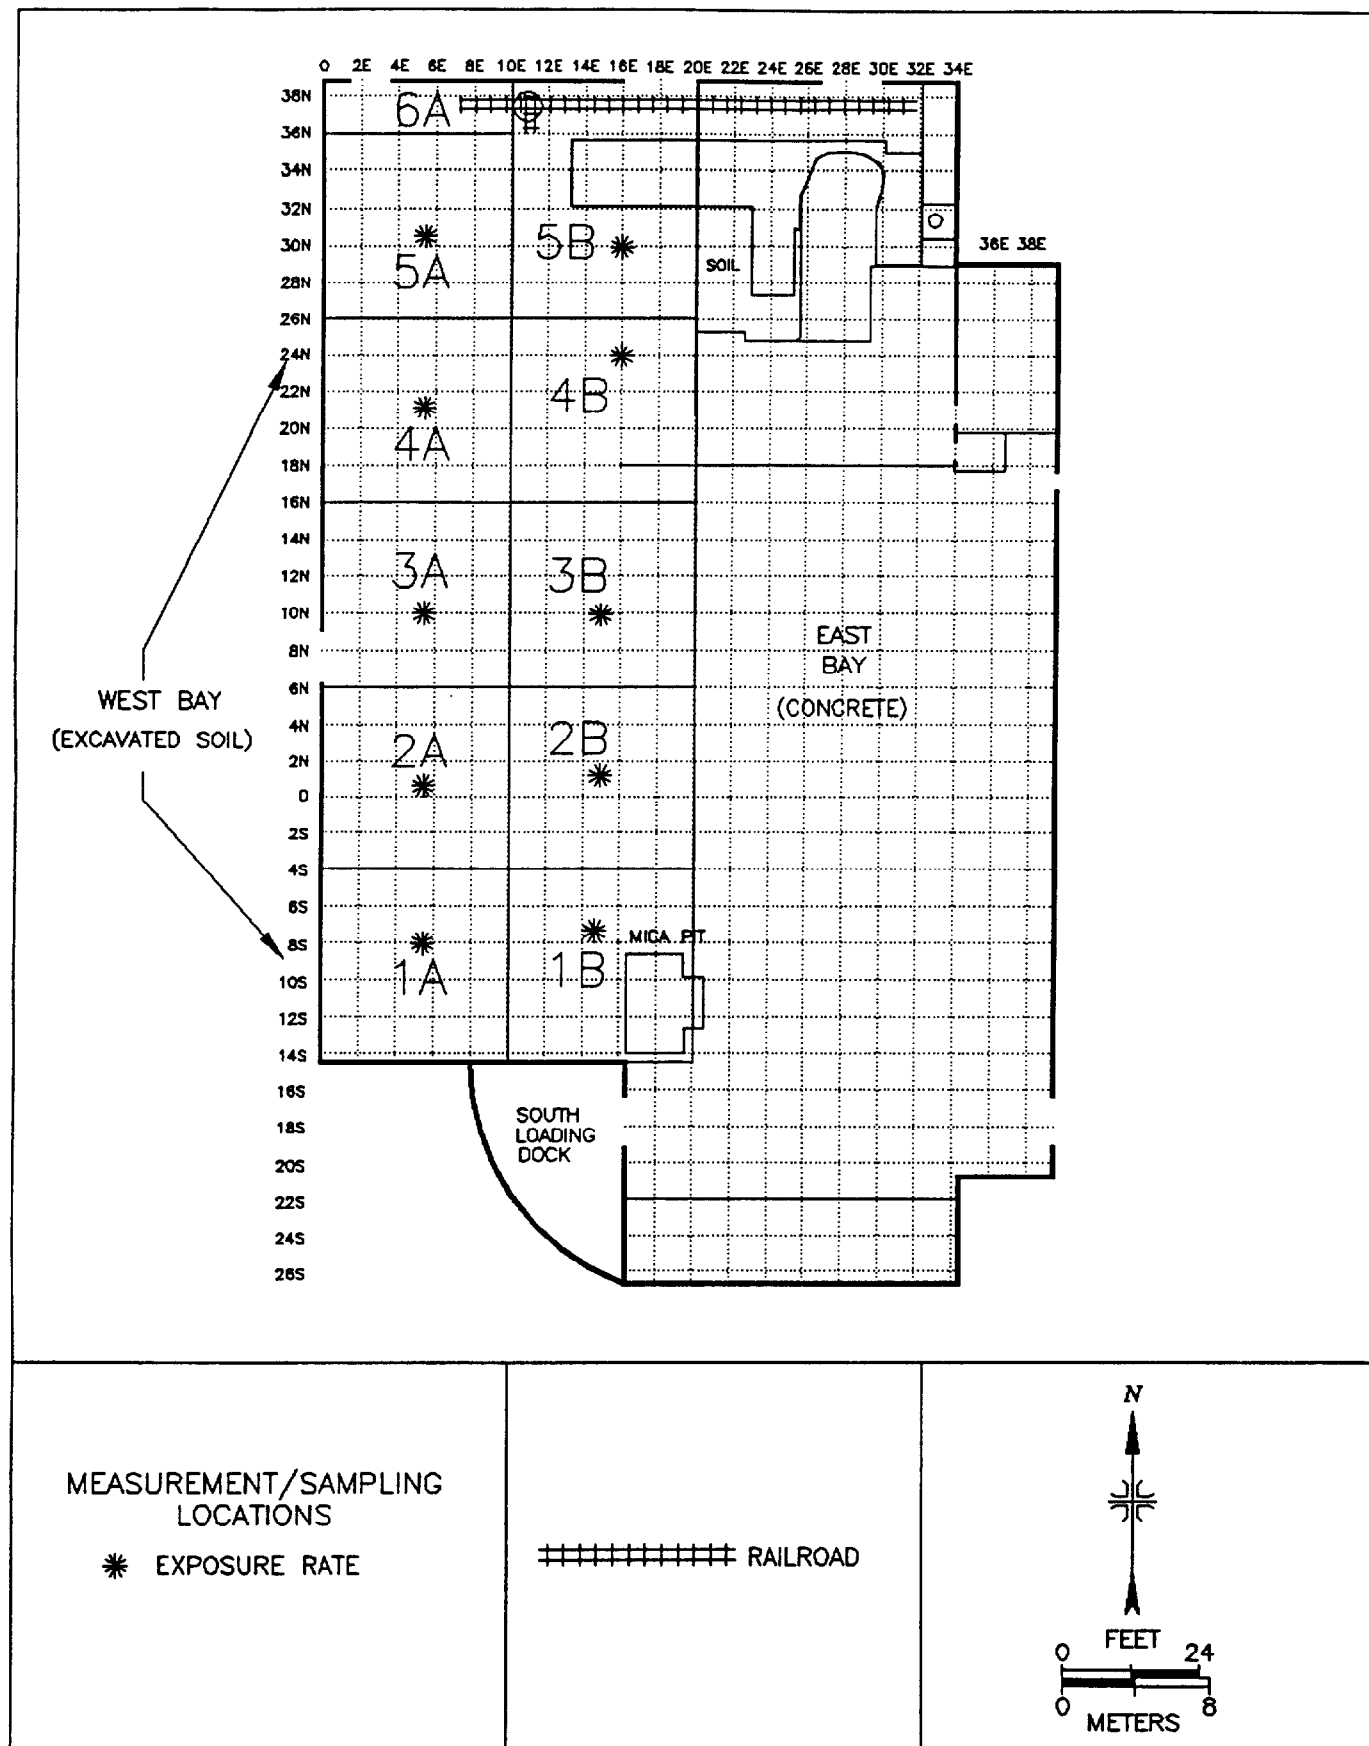 0 2E 4E 6E 8E 10E 12E 14E 16E 18E 20E 22E 24E 26E 28E 30E 32E 34E
38N
6A
36N
34N
32N
5B
30N
36E 38E
SOIL
5A
28N
26N
24N
22N
4B
20N
4A
18N
16N
14N
3A
3B
12N
10N
EAST
BAY
(CONCRETE)
8N
6N
WEST BAY
(EXCAVATED SOIL)
4N
2A
2B
2N
0
2S
4S
6S
MICA PIT
8S
1A
1B
10S
12S
14S
16S
SOUTH
LOADING
DOCK
18S
20S
22S
24S
26S
MEASUREMENT/SAMPLING
LOCATIONS
EXPOSURE RATE
RAILROAD
N
FEET
0 24
0 8
METERS